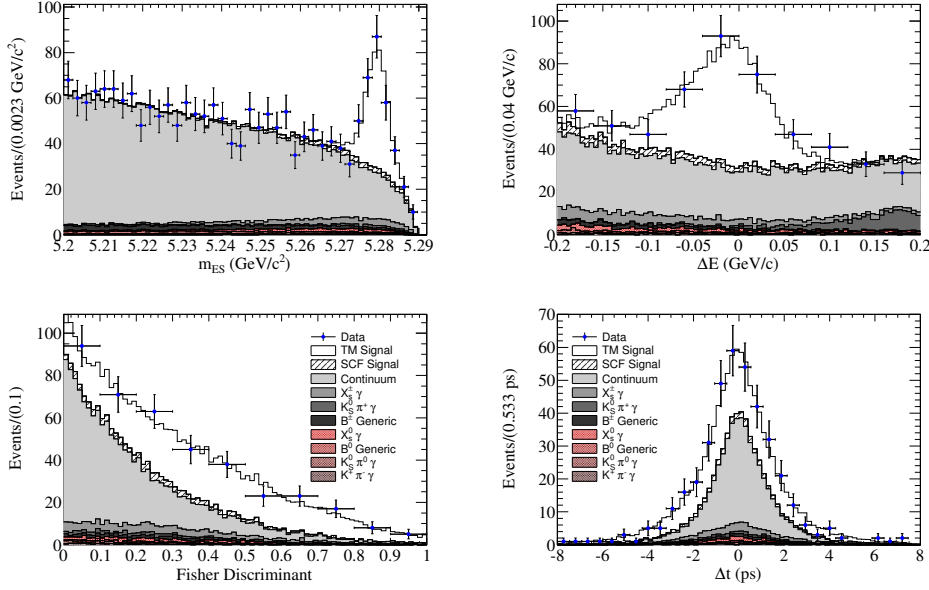 Events/(0.0023 GeV/c²)
100
80
60
40
20
0
5.2 5.21 5.22 5.23 5.24 5.25 5.26 5.27 5.28 5.29
m_ES (GeV/c²)
Events/(0.04 GeV/c)
100
80
60
40
20
0
-0.2 -0.15 -0.1 -0.05 0 0.05 0.1 0.15 0.2
ΔE (GeV/c)
Events/(0.1)
100
80
60
40
20
0
Data
TM Signal
SCF Signal
Continuum
X_s^± γ
K_S^0 π^+ γ
B^± Generic
X_s^0 γ
B^0 Generic
K_S^0 π^0 γ
K^+ π^- γ
0 0.1 0.2 0.3 0.4 0.5 0.6 0.7 0.8 0.9 1
Fisher Discriminant
Events/(0.533 ps)
70
60
50
40
30
20
10
0
Data
TM Signal
SCF Signal
Continuum
X_s^± γ
K_S^0 π^+ γ
B^± Generic
X_s^0 γ
B^0 Generic
K_S^0 π^0 γ
K^+ π^- γ
-8 -6 -4 -2 0 2 4 6 8
Δt (ps)